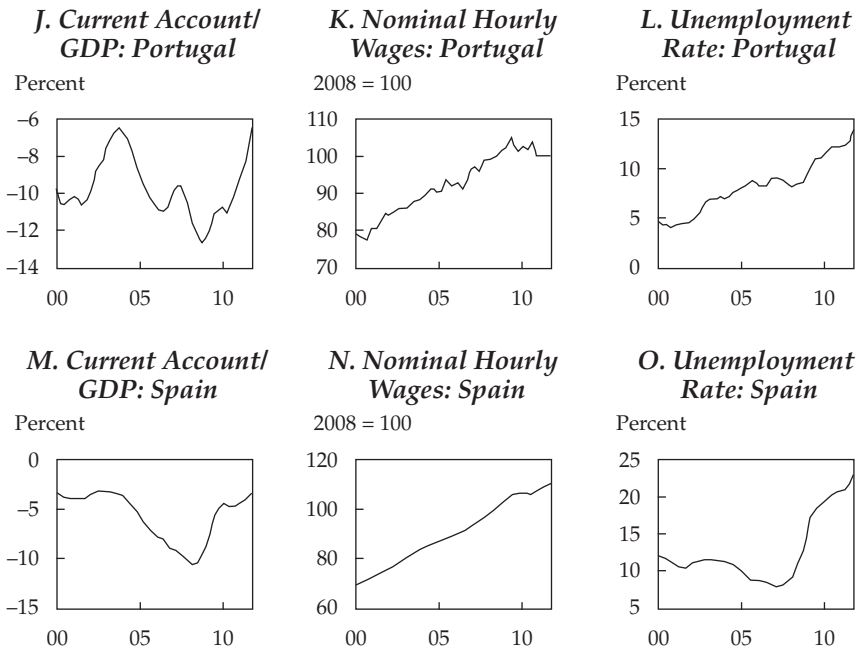 J. Current Account/
GDP: Portugal
Percent
–6
–8
–10
–12
–14
00 05 10
K. Nominal Hourly
Wages: Portugal
2008 = 100
110
100
90
80
70
00 05 10
L. Unemployment
Rate: Portugal
Percent
15
10
5
0
00 05 10
M. Current Account/
GDP: Spain
Percent
0
–5
–10
–15
00 05 10
N. Nominal Hourly
Wages: Spain
2008 = 100
120
100
80
60
00 05 10
O. Unemployment
Rate: Spain
Percent
25
20
15
10
5
00 05 10